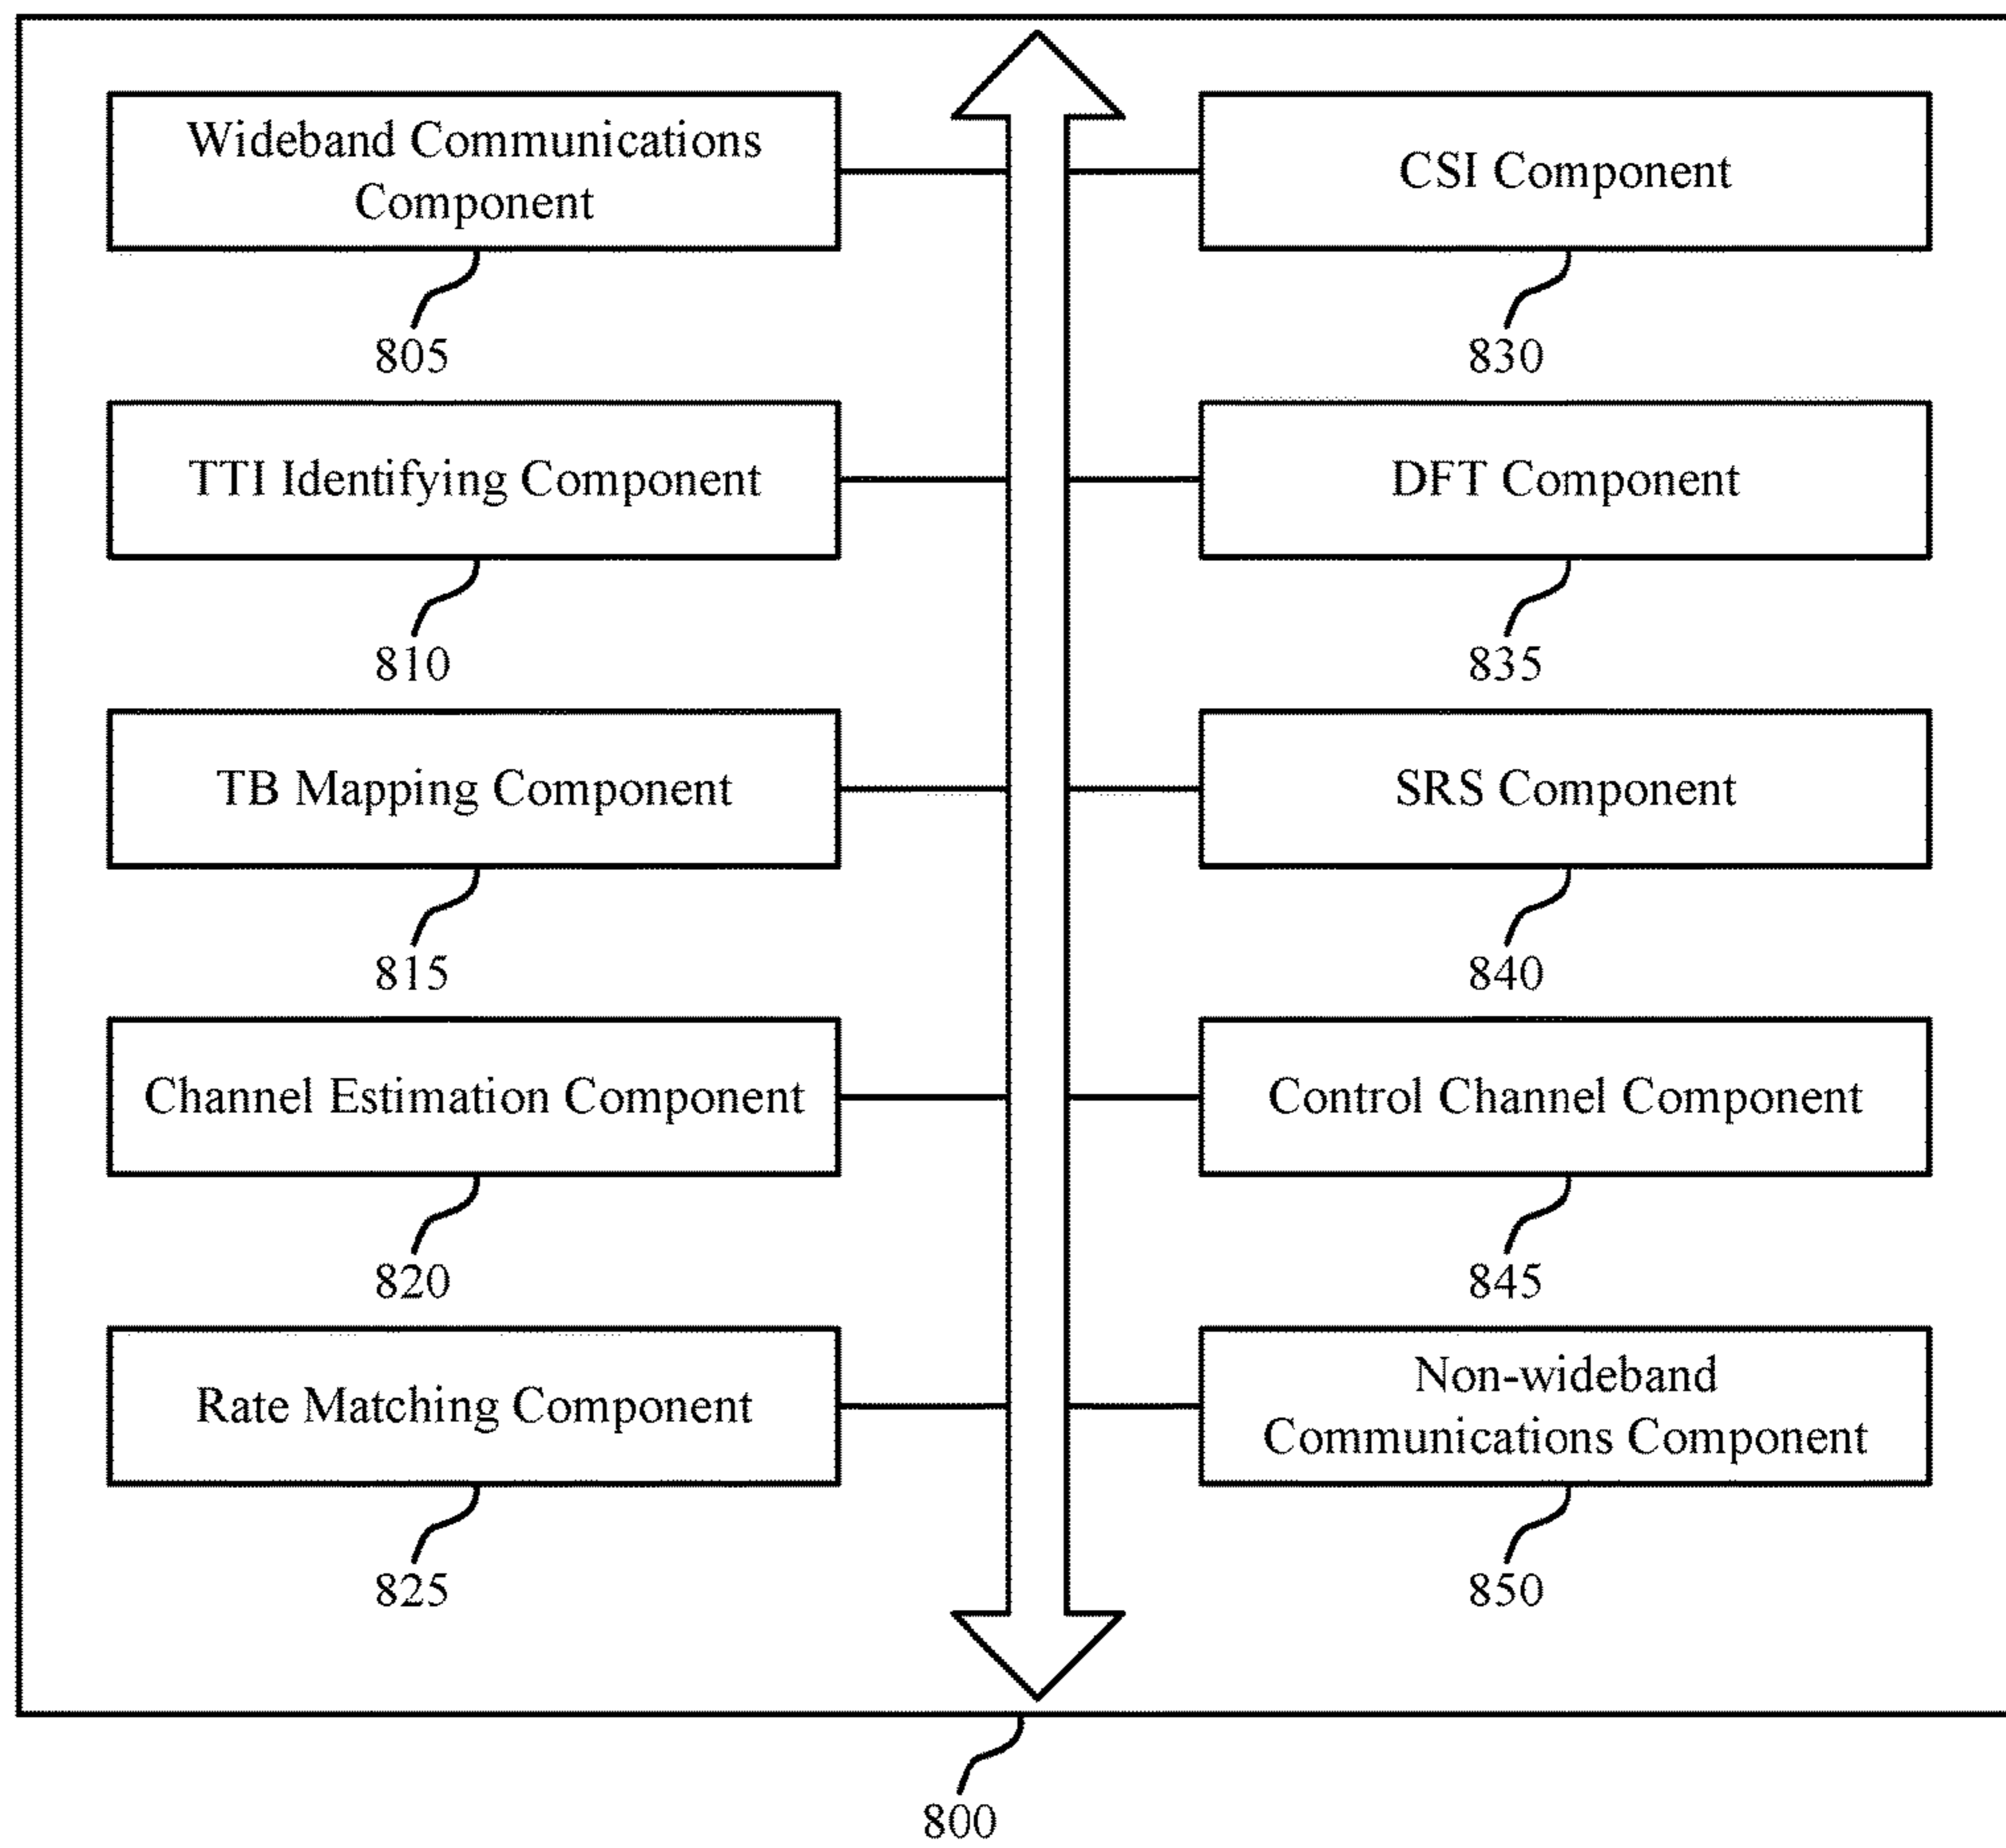 Wideband Communications
Component
805
TTI Identifying Component
810
TB Mapping Component
815
Channel Estimation Component
820
Rate Matching Component
825
CSI Component
830
DFT Component
835
SRS Component
840
Control Channel Component
845
Non-wideband
Communications Component
850
800